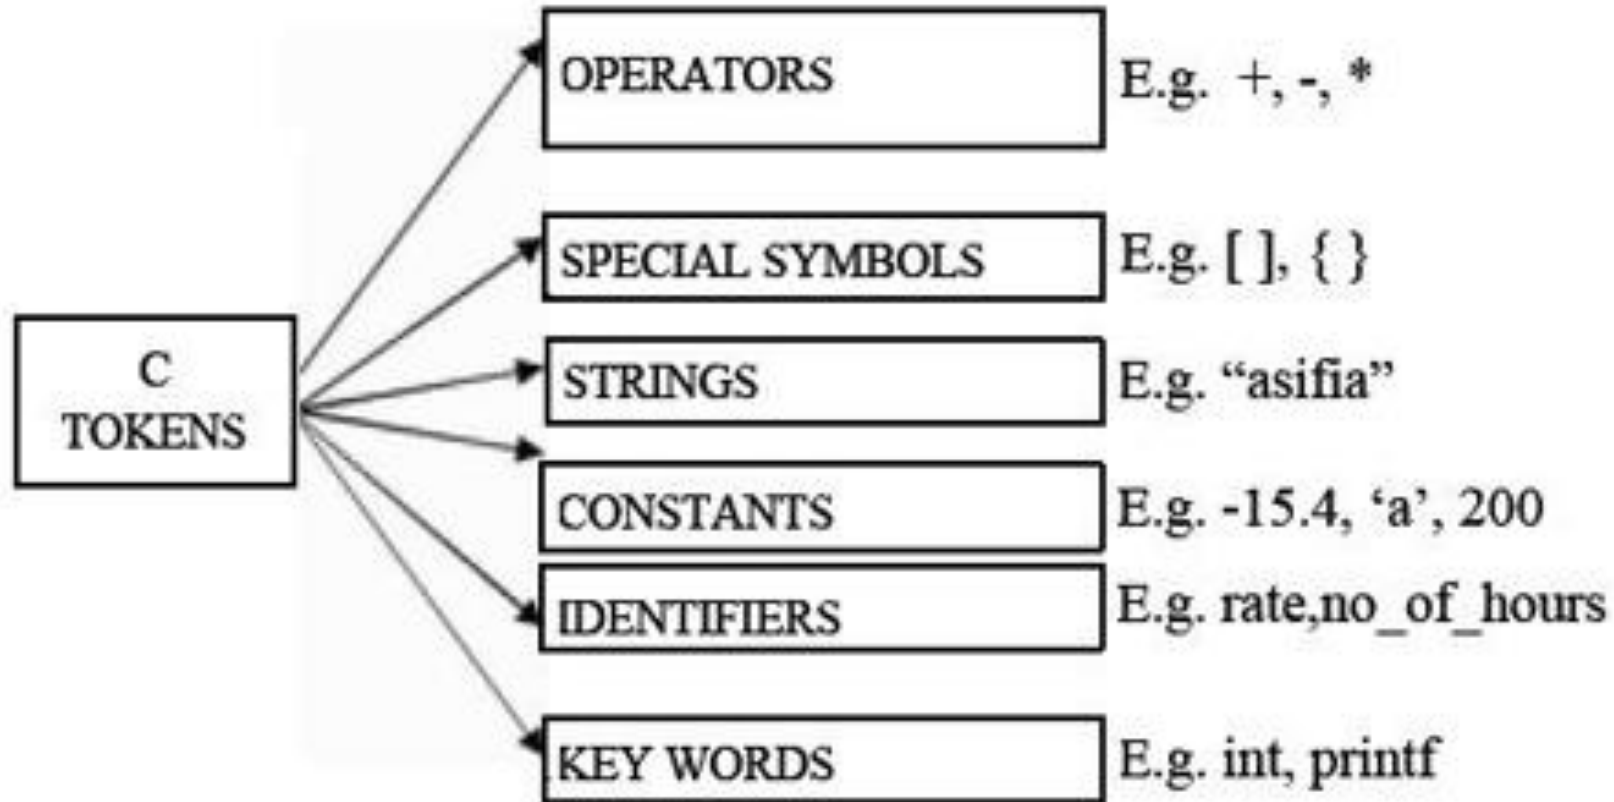 OPERATORS E.g. +, -, *
SPECIAL SYMBOLS E.g. [ ], { }
C
TOKENS
STRINGS E.g. “asifia”
CONSTANTS E.g. -15.4, ‘a’, 200
IDENTIFIERS E.g. rate,no_of_hours
KEY WORDS E.g. int, printf